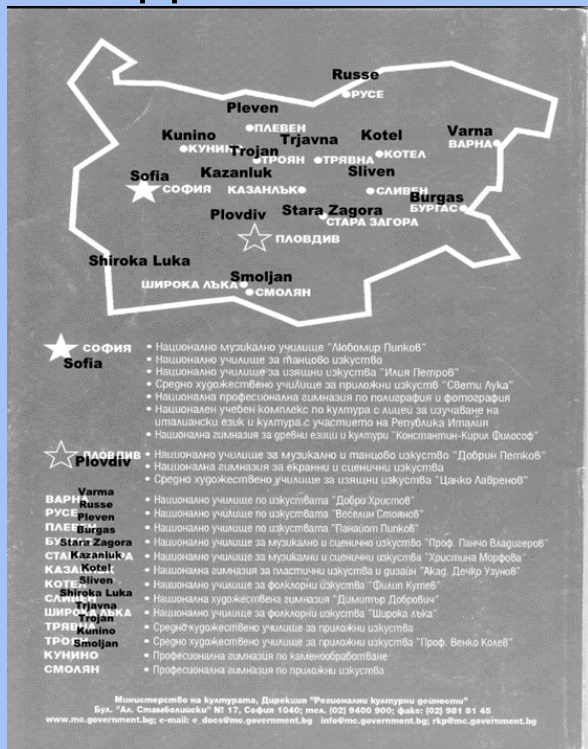 Russe
РУСЕ
Pleven
ПЛЕВЕН
Kunino
КУНИНО
Trojan
ТРОЯН
Trjavna
ТРЯВНА
Kotel
КОТЕЛ
Varna
ВАРНА
Sofia
СОФИЯ
Kazanluk
КАЗАНЛЪК
Sliven
СЛИВЕН
Burgas
БУРГАС
Plovdiv
ПЛОВДИВ
Stara Zagora
СТАРА ЗАГОРА
Shiroka Luka
ШИРОКА ЛЪКА
Smoljan
СМОЛЯН
СОФИЯ
Sofia
• Национално музикално училище "Любомир Пипков"
• Национално училище за танцово изкуство
• Национално училище за изящни изкуства "Илия Петров"
• Средно художествено училище за приложни изкуств "Свети Лука"
• Национална професионална гимназия по полиграфия и фотография
• Национален учебен комплекс по култура с лицей за изучаване на
италиански език и култура с участието на Република Италия
• Национална гимназия за древни езици и култури "Константин-Кирил Философ"
ПЛОВДИВ
Plovdiv
• Национално училище за музикално и танцово изкуство "Добрин Петков"
• Национална гимназия за екранни и сценични изкуства
• Средно художествено училище за изящни изкуства "Цанко Лавренов"
Varma
Russe
Pleven
Burgas
Stara Zagora
Kazanluk
Kotel
Sliven
Shiroka Luka
Trjavna
Trojan
Kunino
Smoljan
ВАРНА • Национално училище по изкуствата "Добри Христов"
РУСЕ • Национално училище по изкуствата "Веселин Стоянов"
ПЛЕВЕН • Национално училище по изкуствата "Панайот Пипков"
• Национално училище за музикално и сценично изкуство "Проф. Панчо Владигеров"
• Национално училище за музикални и сценични изкуства "Христина Морфова"
КАЗАНЛЪК • Национална гимназия за пластични изкуства и дизайн "Акад. Дечко Узунов"
КОТЕЛ • Национално училище за фолклорни изкуства "Филип Кутев"
СЛИВЕН • Национална художествена гимназия "Димитър Добрович"
ШИРОКА ЛЪКА • Национално училище за фолклорни изкуства "Широка лъка"
ТРЯВНА • Средно художествено училище за приложни изкуства
ТРОЯН • Средно художествено училище за приложни изкуства "Проф. Венко Колев"
КУНИНО • Професионална гимназия по каменообработване
СМОЛЯН • Професионална гимназия по приложни изкуства
Министерство на културата, Дирекция "Регионални културни дейности"
Бул. "Ал. Стамболийски" № 17, София 1040; тел. (02) 9400 900; факс: (02) 981 81 45
www.mc.government.bg; e-mail: e_docs@mc.government.bg info@mc.government.bg; rkp@mc.government.bg